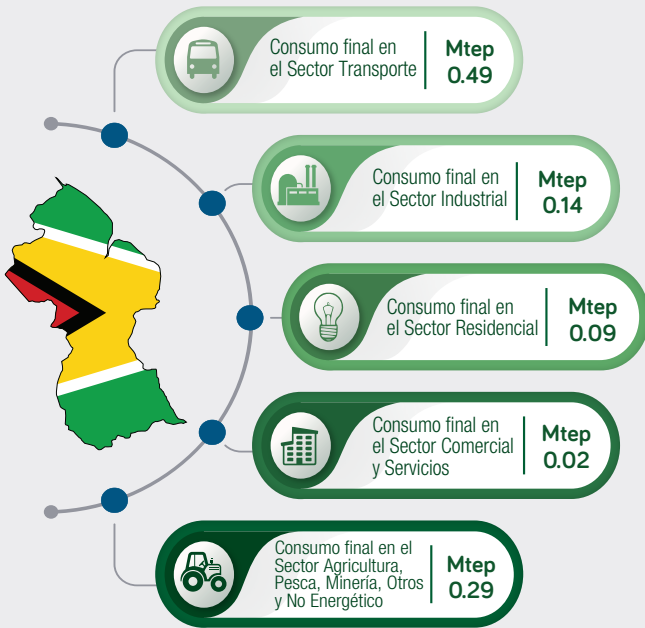 Consumo final en
el Sector Transporte
Mtep
0.49
Consumo final en
el Sector Industrial
Mtep
0.14
Consumo final en
el Sector Residencial
Mtep
0.09
Consumo final en
el Sector Comercial
y Servicios
Mtep
0.02
Consumo final en el
Sector Agricultura,
Pesca, Minería, Otros
y No Energético
Mtep
0.29